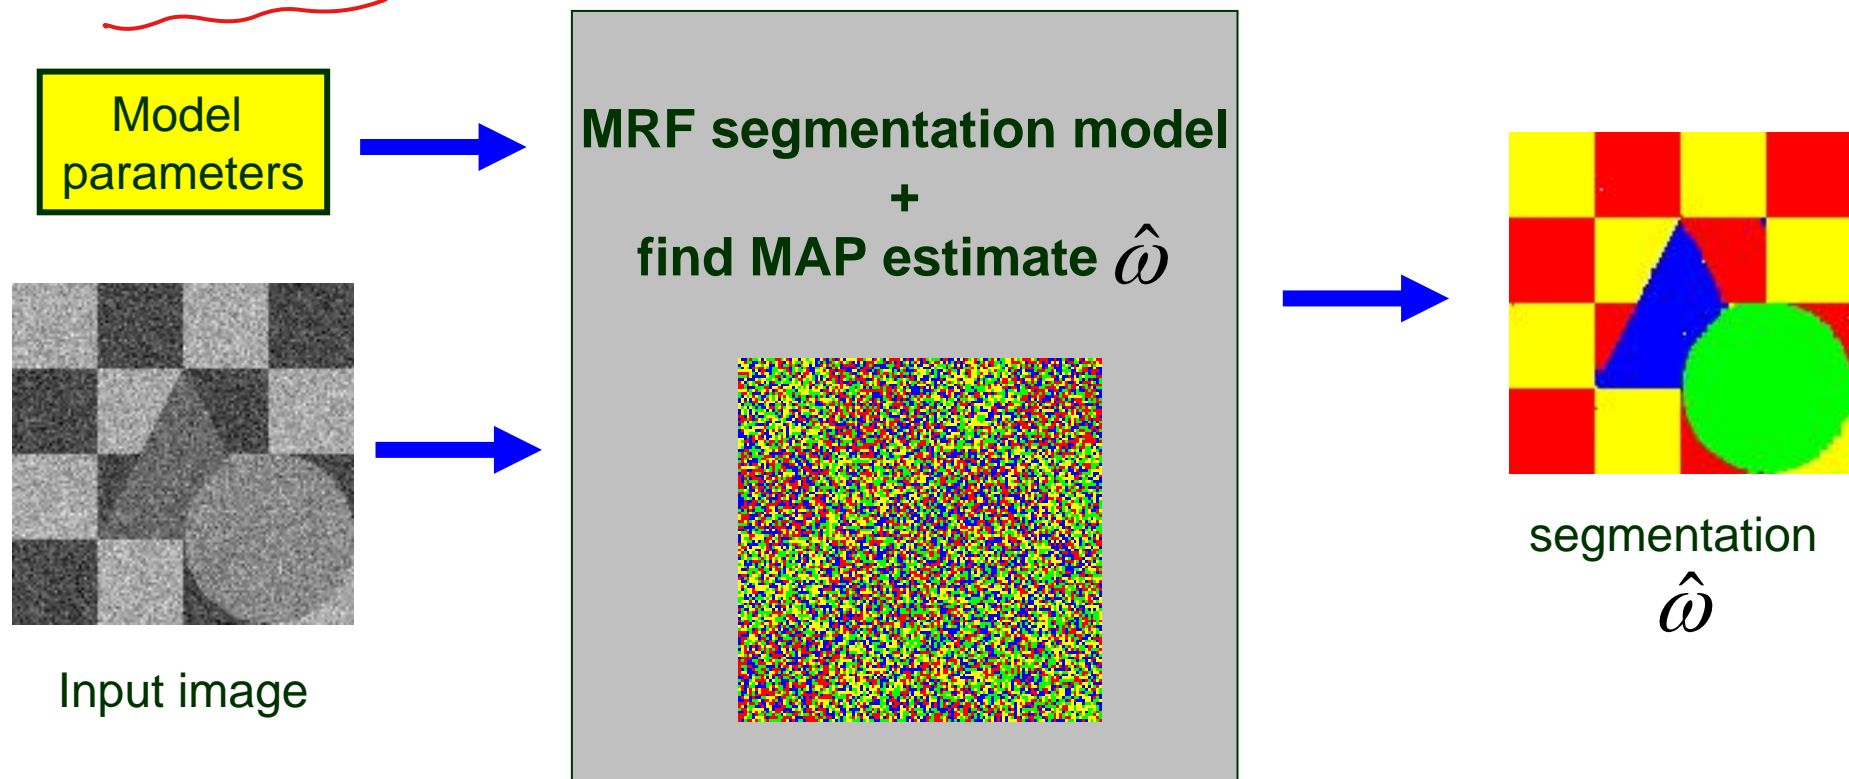 Model
parameters
MRF segmentation model
+
find MAP estimate ω̂
Input image
segmentation
ω̂